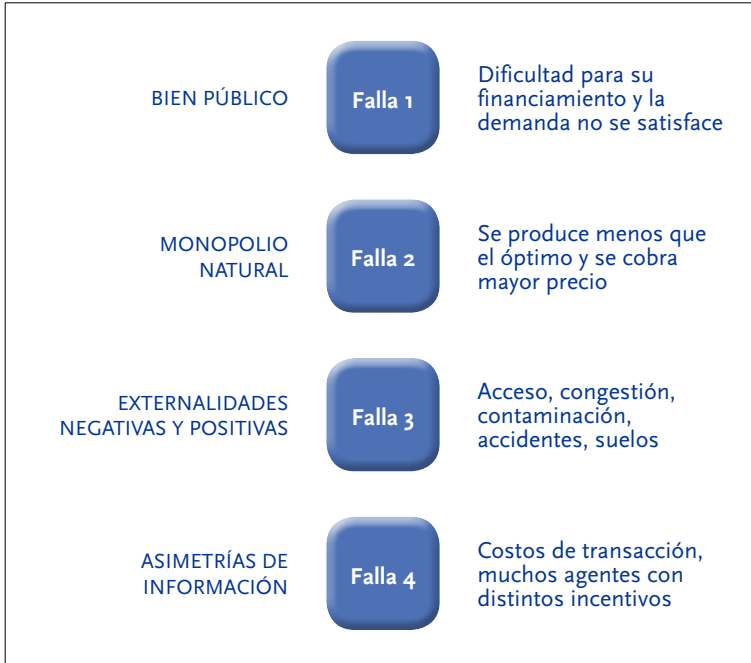 BIEN PÚBLICO
Falla 1
Dificultad para su
financiamiento y la
demanda no se satisface
MONOPOLIO
NATURAL
Falla 2
Se produce menos que
el óptimo y se cobra
mayor precio
EXTERNALIDADES
NEGATIVAS Y POSITIVAS
Falla 3
Acceso, congestión,
contaminación,
accidentes, suelos
ASIMETRÍAS DE
INFORMACIÓN
Falla 4
Costos de transacción,
muchos agentes con
distintos incentivos